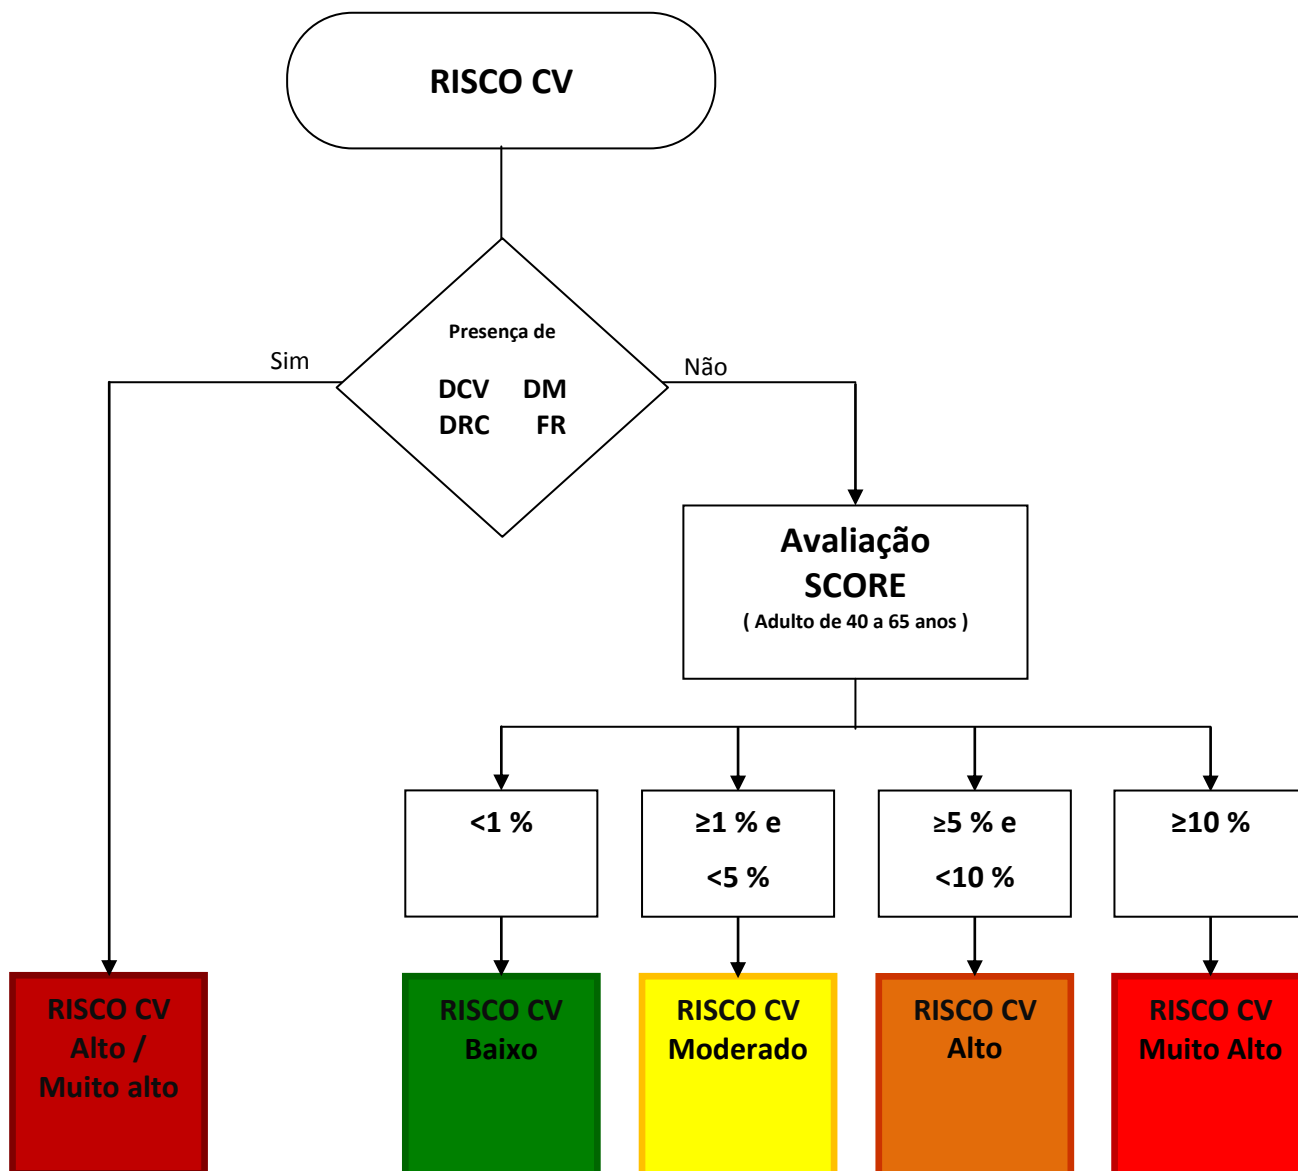 RISCO CV
Presença de
DCV DM
DRC FR
Sim
Não
Avaliação
SCORE
( Adulto de 40 a 65 anos )
<1 %
≥1 % e
<5 %
≥5 % e
<10 %
≥10 %
RISCO CV
Alto /
Muito alto
RISCO CV
Baixo
RISCO CV
Moderado
RISCO CV
Alto
RISCO CV
Muito Alto